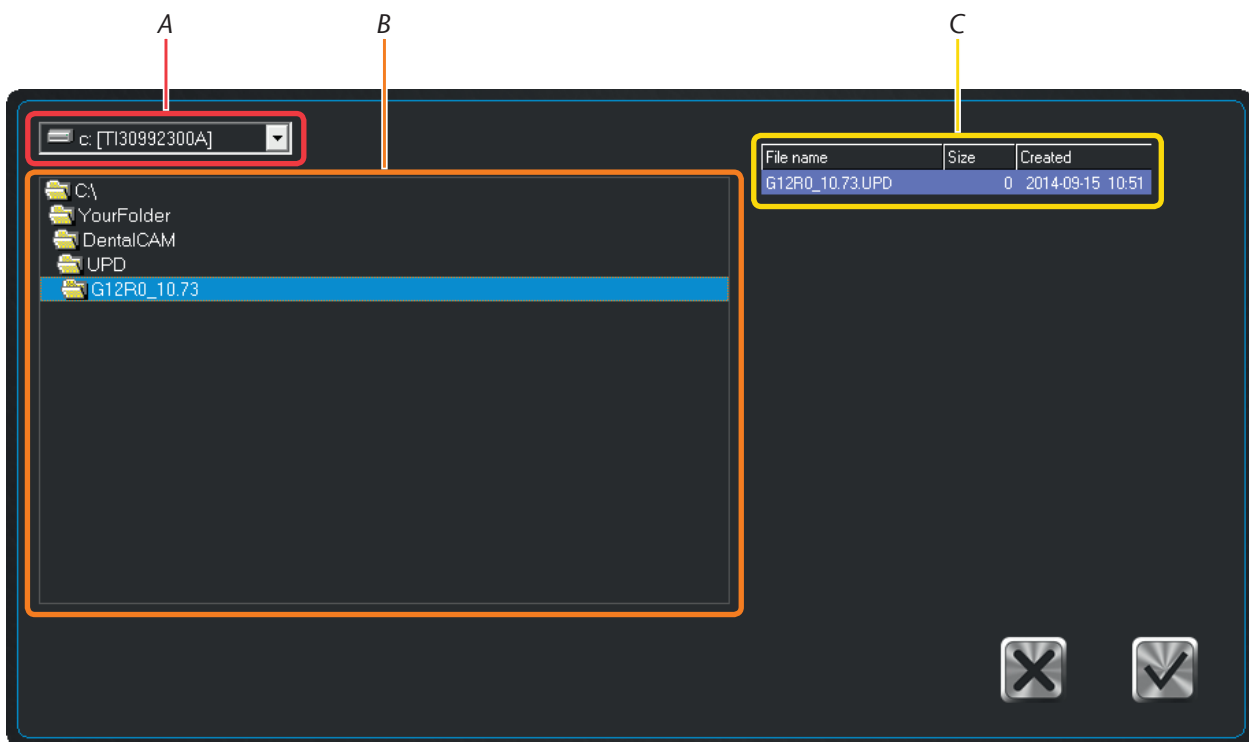 A B C
c: [TI30992300A]
File name Size Created
G12R0_10.73.UPD 0 2014-09-15 10:51
C:\
YourFolder
DentalCAM
UPD
G12R0_10.73